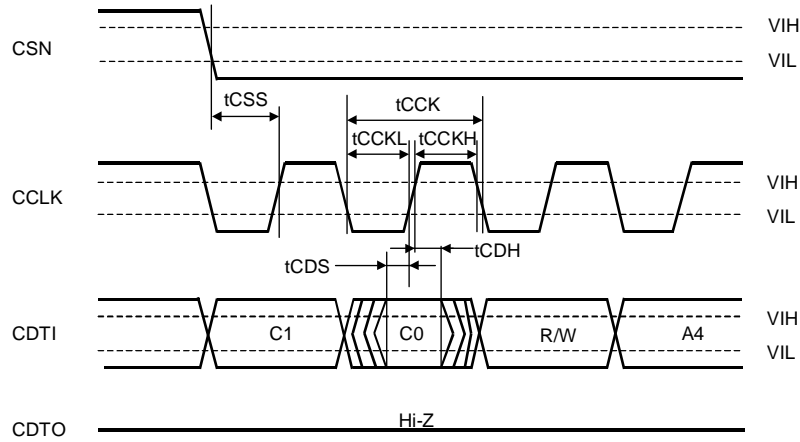 CSN
VIH
VIL
tCSS
tCCK
tCCKL
tCCKH
CCLK
VIH
VIL
tCDS
tCDH
CDTI
C1
C0
R/W
A4
VIH
VIL
CDTO
Hi-Z